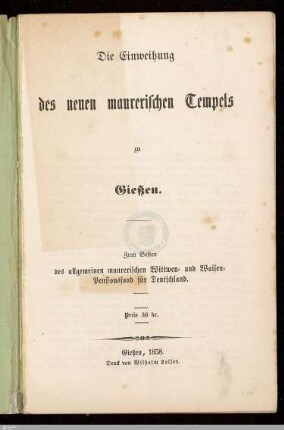 Die Einweihung
des neuen maurerischen Tempels
zu
Gießen.
Zum Besten
des allgemeinen maurerischen Wittwen- und Waisen-
Pensionsfond für Deutschland.
Preis 36 kr.
Gießen, 1858.
Druck von Wilhelm Keller.